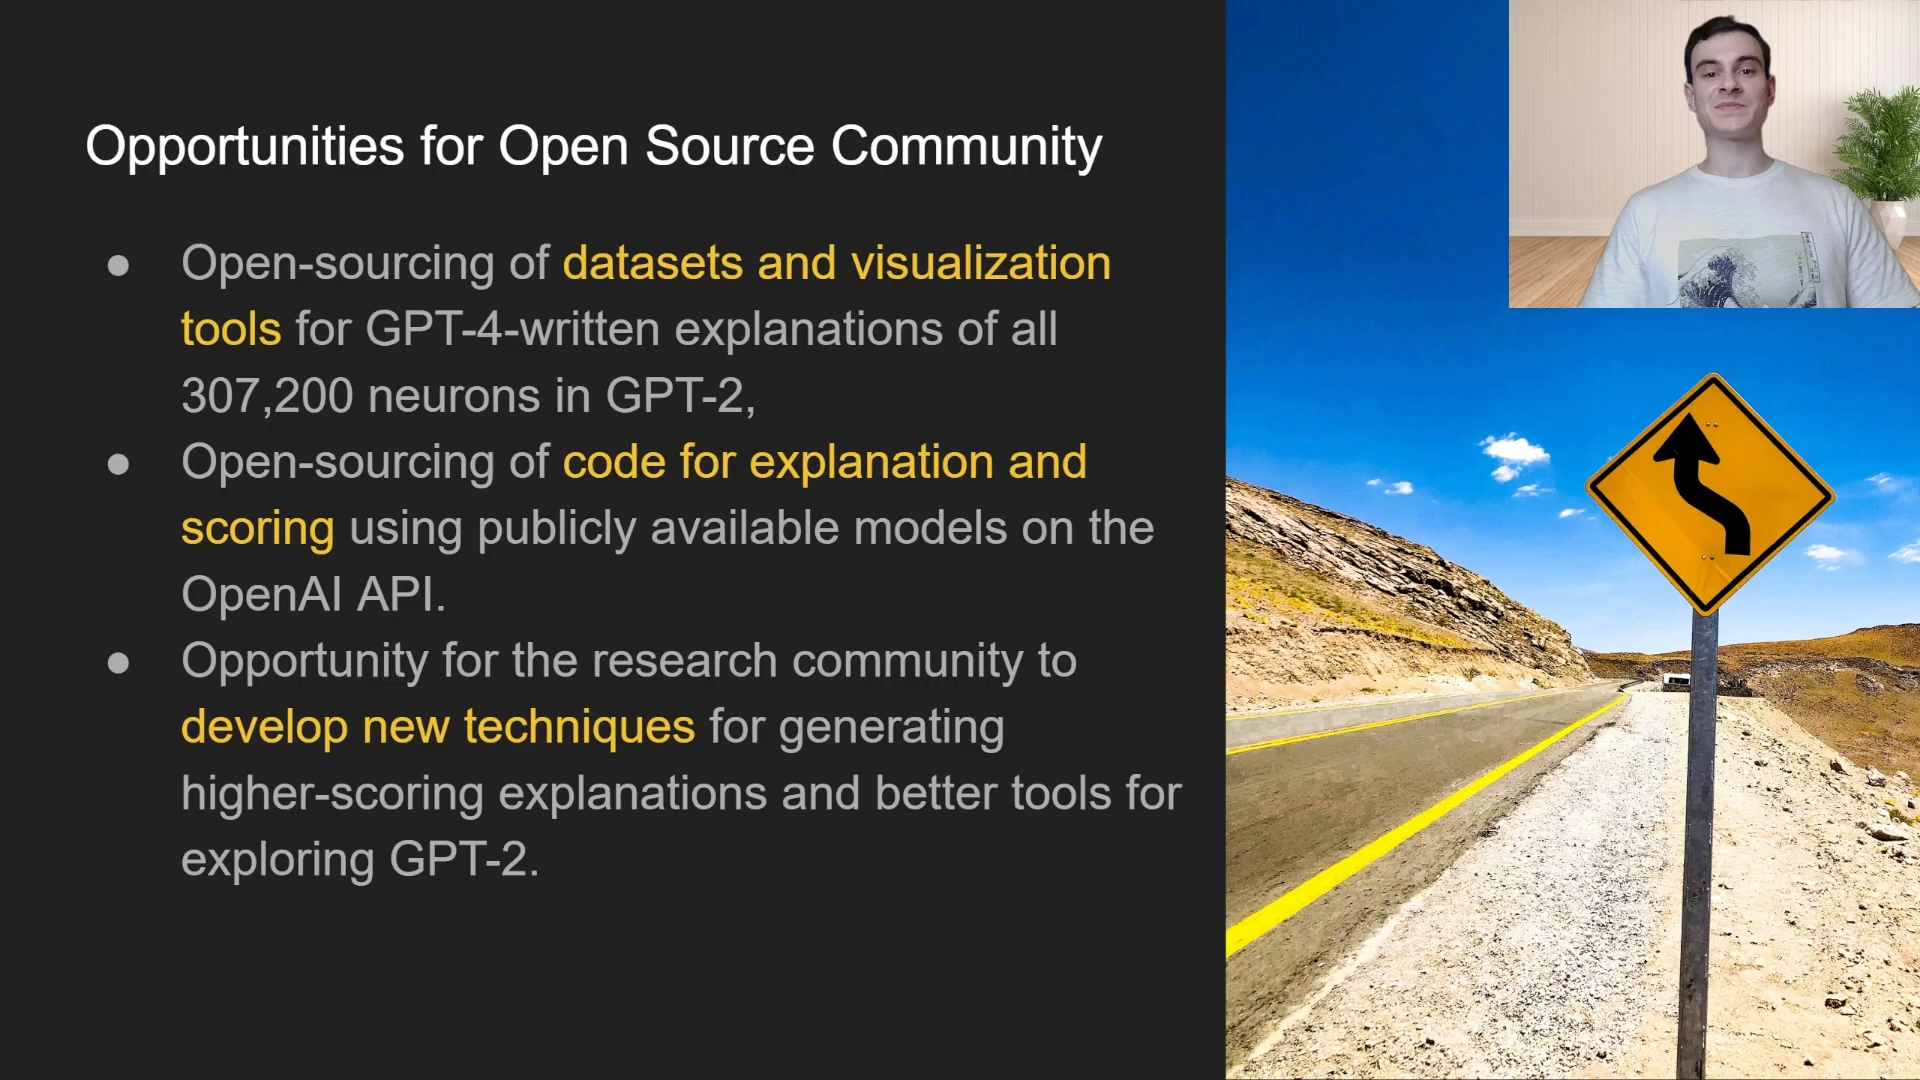 Opportunities for Open Source Community
● Open-sourcing of datasets and visualization
tools for GPT-4-written explanations of all
307,200 neurons in GPT-2,
● Open-sourcing of code for explanation and
scoring using publicly available models on the
OpenAI API.
● Opportunity for the research community to
develop new techniques for generating
higher-scoring explanations and better tools for
exploring GPT-2.